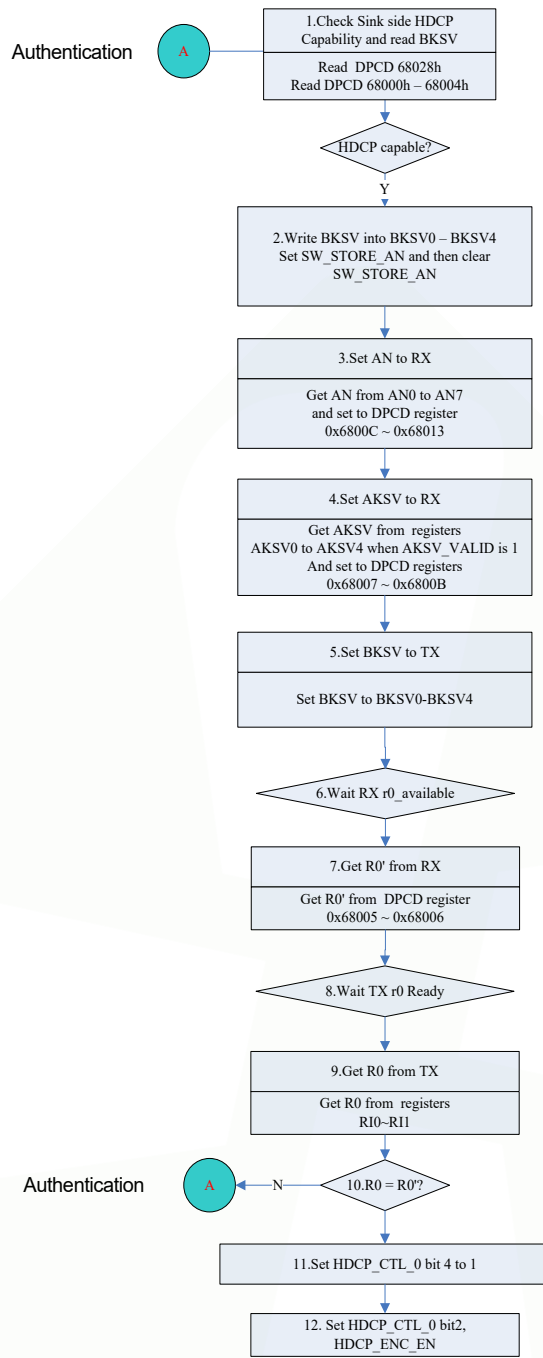 1.Check Sink side HDCP
Capability and read BKSV
Authentication
A
Read DPCD 68028h
Read DPCD 68000h – 68004h
HDCP capable?
Y
2.Write BKSV into BKSV0 – BKSV4
Set SW_STORE_AN and then clear
SW_STORE_AN
3.Set AN to RX
Get AN from AN0 to AN7
and set to DPCD register
0x6800C ~ 0x68013
4.Set AKSV to RX
Get AKSV from registers
AKSV0 to AKSV4 when AKSV_VALID is 1
And set to DPCD registers
0x68007 ~ 0x6800B
5.Set BKSV to TX
Set BKSV to BKSV0-BKSV4
6.Wait RX r0_available
7.Get R0' from RX
Get R0' from DPCD register
0x68005 ~ 0x68006
8.Wait TX r0 Ready
9.Get R0 from TX
Get R0 from registers
RI0~RI1
Authentication
A
N
10.R0 = R0'?
11.Set HDCP_CTL_0 bit 4 to 1
12. Set HDCP_CTL_0 bit2,
HDCP_ENC_EN